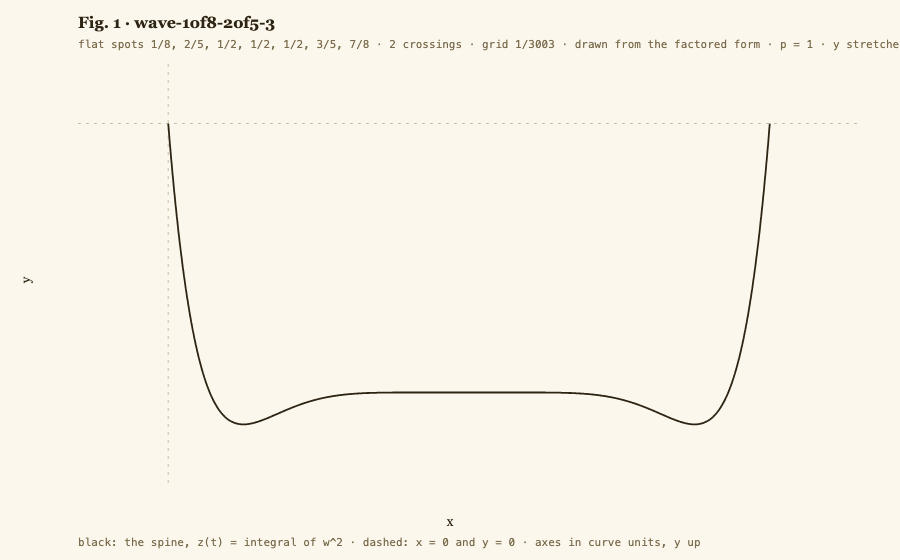 Fig. 1 · wave-1of8-2of5-3
flat spots 1/8, 2/5, 1/2, 1/2, 1/2, 3/5, 7/8 · 2 crossings · grid 1/3003 · drawn from the factored form · p = 1 · y stretche
y
x
black: the spine, z(t) = integral of w^2 · dashed: x = 0 and y = 0 · axes in curve units, y up